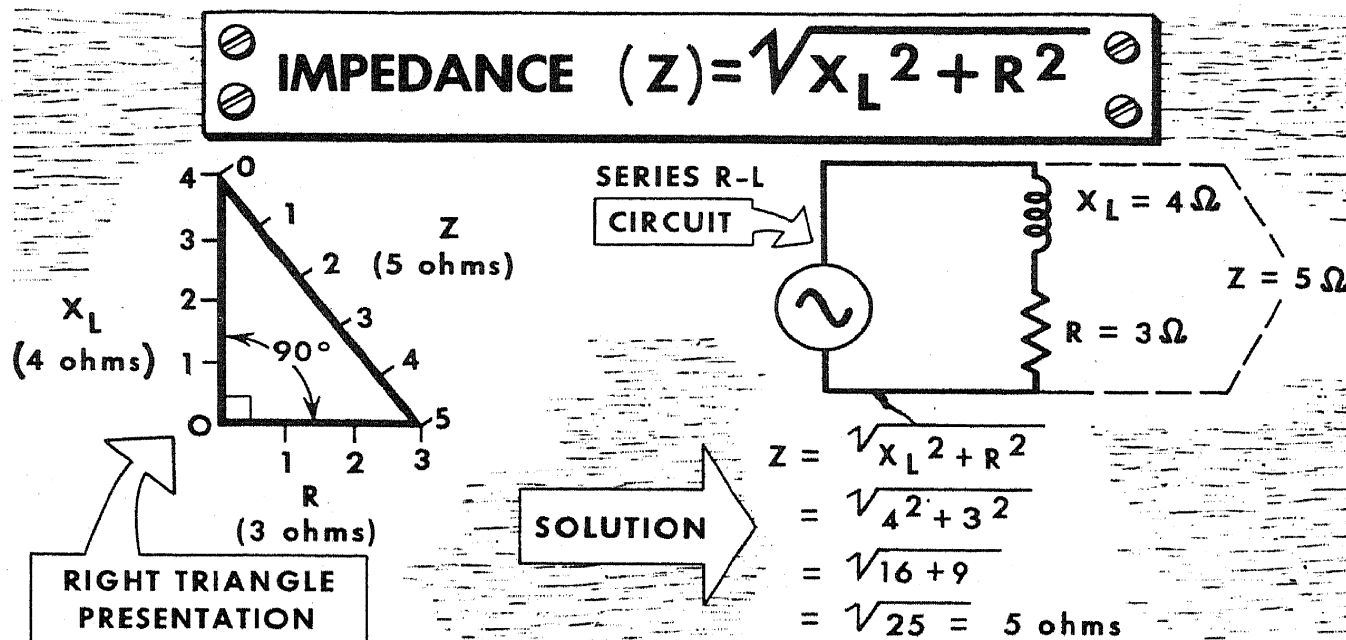 IMPEDANCE (Z)=√X_L² + R²
4
0
3
2
1
0
1
2
3
4
5
1
2
3
X_L
(4 ohms)
90°
Z
(5 ohms)
R
(3 ohms)
RIGHT TRIANGLE
PRESENTATION
SERIES R-L
CIRCUIT
X_L = 4Ω
R = 3Ω
Z = 5Ω
SOLUTION
Z = √X_L² + R²
= √4² + 3²
= √16 + 9
= √25 = 5 ohms